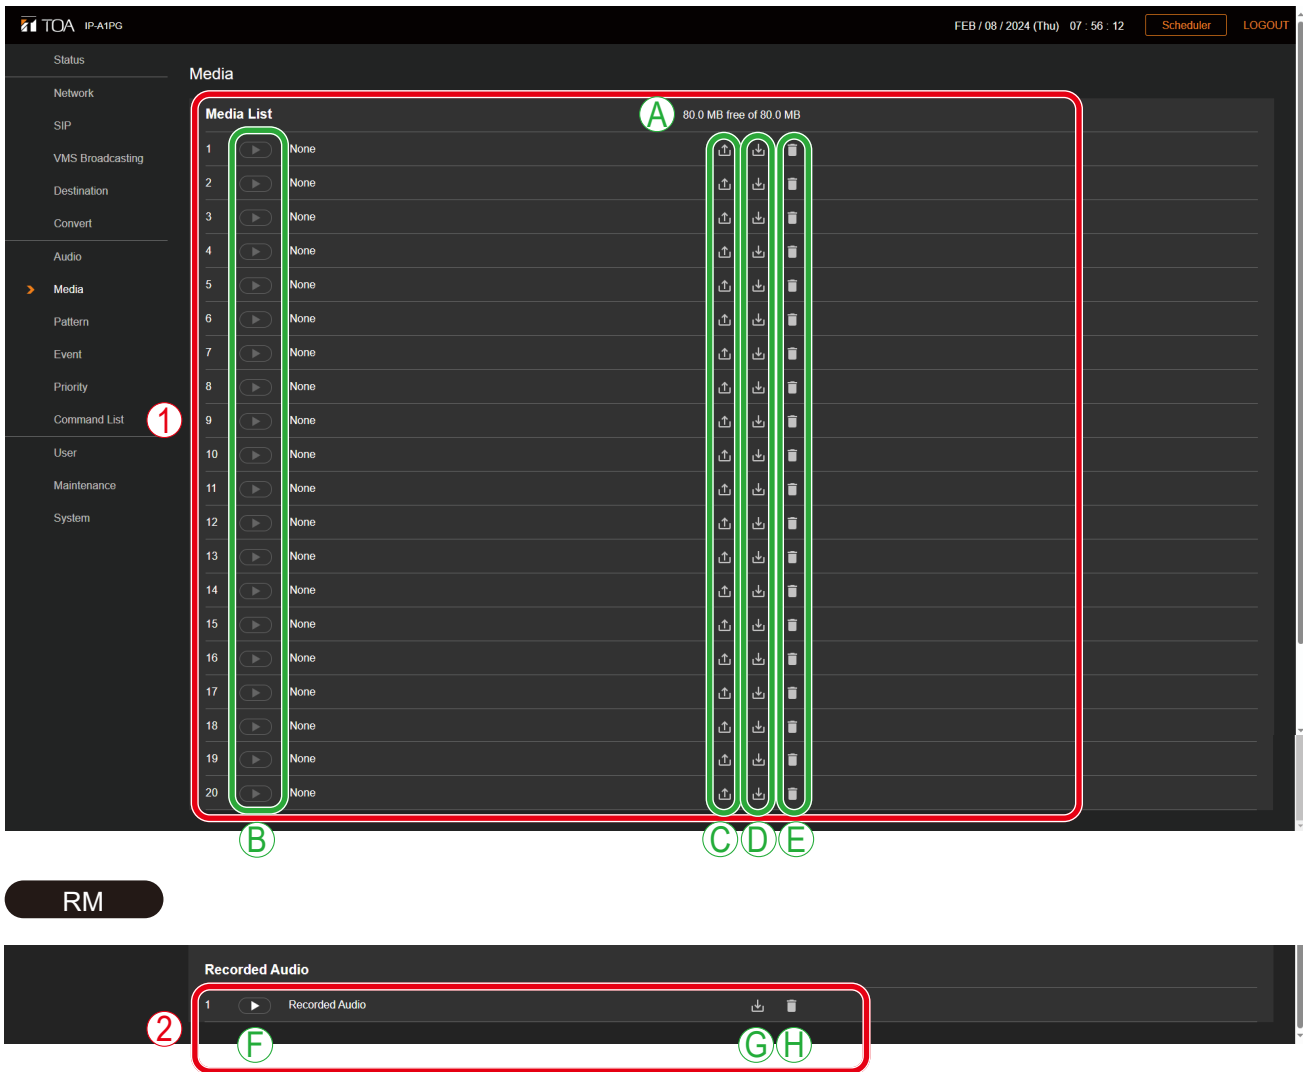 TOA IP-A1PG FEB / 08 / 2024 (Thu) 07 : 56 : 12 Scheduler LOGOUT
Status
Network
SIP
VMS Broadcasting
Destination
Convert
Audio
Media
Pattern
Event
Priority
Command List
User
Maintenance
System
Media
Media List A 80.0 MB free of 80.0 MB
1
1 None
2 None
3 None
4 None
5 None
6 None
7 None
8 None
9 None
10 None
11 None
12 None
13 None
14 None
15 None
16 None
17 None
18 None
19 None
20 None
B C D E
RM
Recorded Audio
1 Recorded Audio
2
F G H